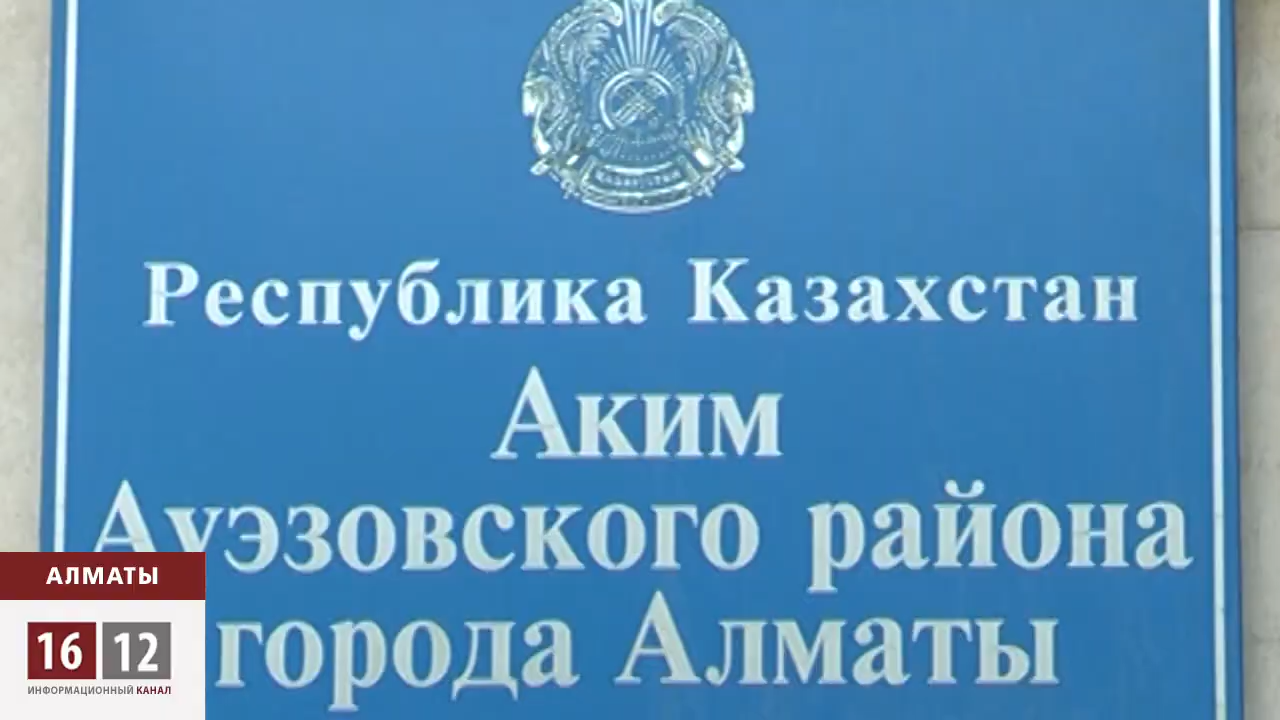 Республика Казахстан
Аким
Ауэзовского района
города Алматы
АЛМАТЫ
16 12
ИНФОРМАЦИОННЫЙ КАНАЛ